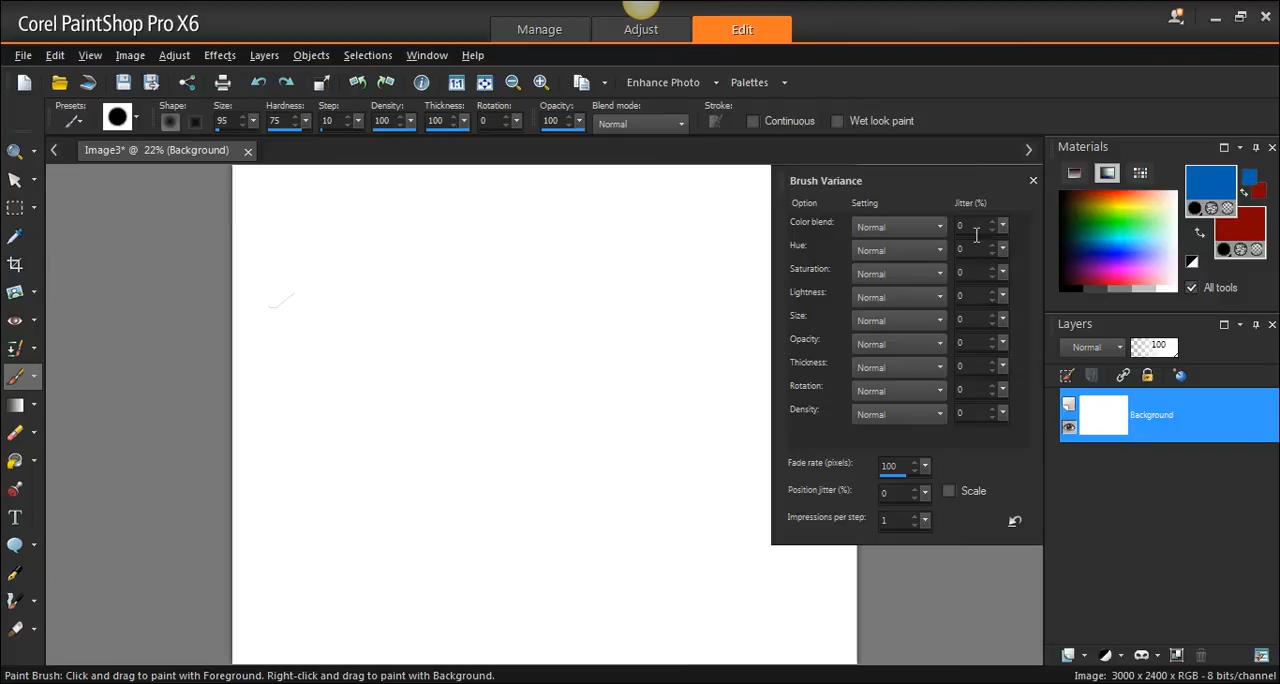 Corel PaintShop Pro X6
Manage Adjust Edit
File Edit View Image Adjust Effects Layers Objects Selections Window Help
Enhance Photo Palettes
Presets: Shape: Size: Hardness: Step: Density: Thickness: Rotation: Opacity: Blend mode: Stroke:
95 75 10 100 100 0 100 Normal Continuous Wet look paint
Image3* @ 22% (Background)
Brush Variance
Option Setting Jitter (%)
Color blend: Normal 0
Hue: Normal 0
Saturation: Normal 0
Lightness: Normal 0
Size: Normal 0
Opacity: Normal 0
Thickness: Normal 0
Rotation: Normal 0
Density: Normal 0
Fade rate (pixels): 100
Position jitter (%): 0 Scale
Impressions per step: 1
Materials
All tools
Layers
Normal 100
Background
Paint Brush: Click and drag to paint with Foreground. Right-click and drag to paint with Background.
Image: 3000 x 2400 x RGB - 8 bits/channel